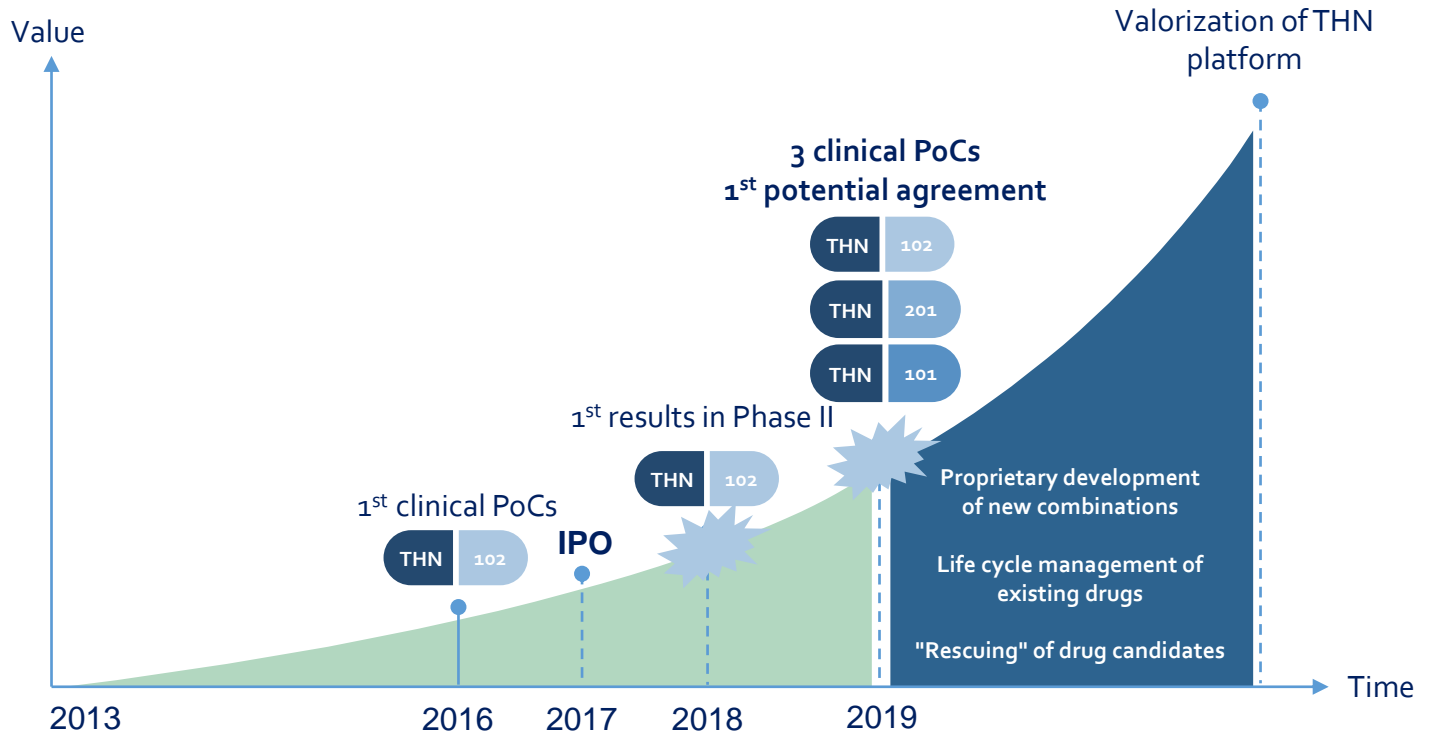 Value
Valorization of THN
platform
3 clinical PoCs
1st potential agreement
THN 102
THN 201
THN 101
1st results in Phase II
THN 102
1st clinical PoCs
THN 102
IPO
Proprietary development
of new combinations
Life cycle management of
existing drugs
"Rescuing" of drug candidates
Time
2013
2016
2017
2018
2019